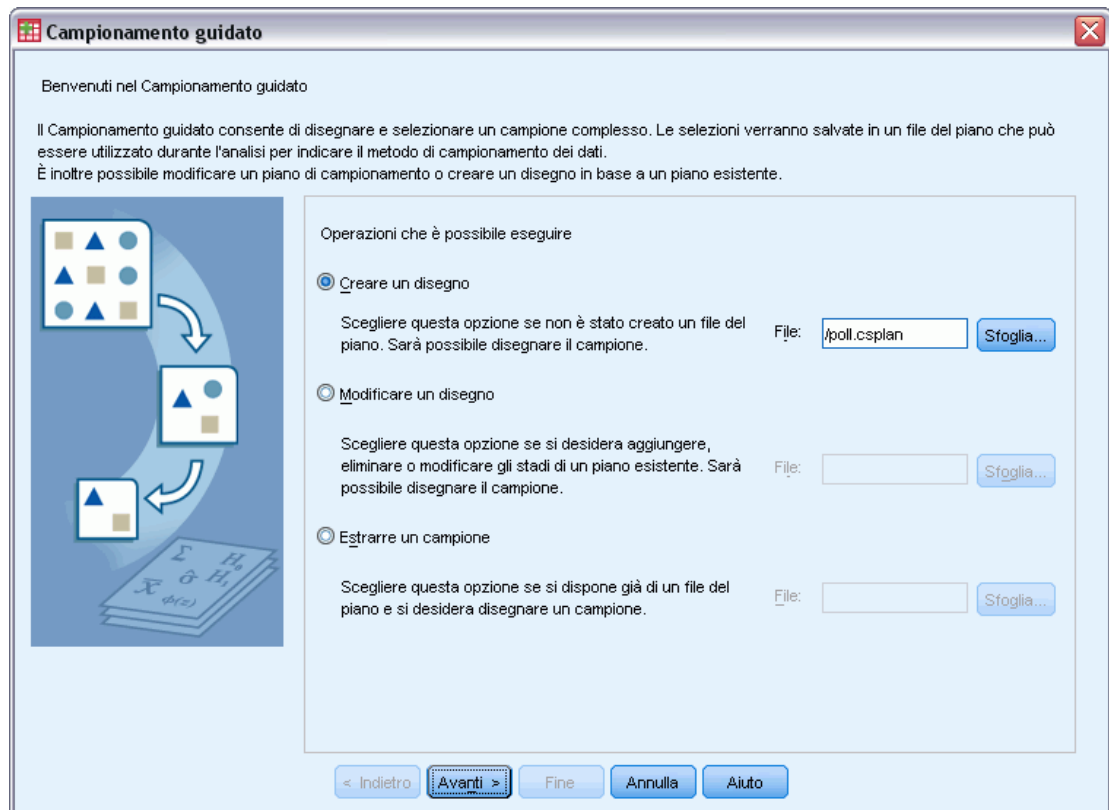 Campionamento guidato
Benvenuti nel Campionamento guidato
Il Campionamento guidato consente di disegnare e selezionare un campione complesso. Le selezioni verranno salvate in un file del piano che può
essere utilizzato durante l'analisi per indicare il metodo di campionamento dei dati.
È inoltre possibile modificare un piano di campionamento o creare un disegno in base a un piano esistente.
Operazioni che è possibile eseguire
Creare un disegno
Scegliere questa opzione se non è stato creato un file del
piano. Sarà possibile disegnare il campione.
File: /poll.csplan Sfoglia...
Modificare un disegno
Scegliere questa opzione se si desidera aggiungere,
eliminare o modificare gli stadi di un piano esistente. Sarà
possibile disegnare il campione.
File: Sfoglia...
Estrarre un campione
Scegliere questa opzione se si dispone già di un file del
piano e si desidera disegnare un campione.
File: Sfoglia...
Σ H₀
X̅ σ̂ H₁
Φ(z)
< Indietro Avanti > Fine Annulla Aiuto